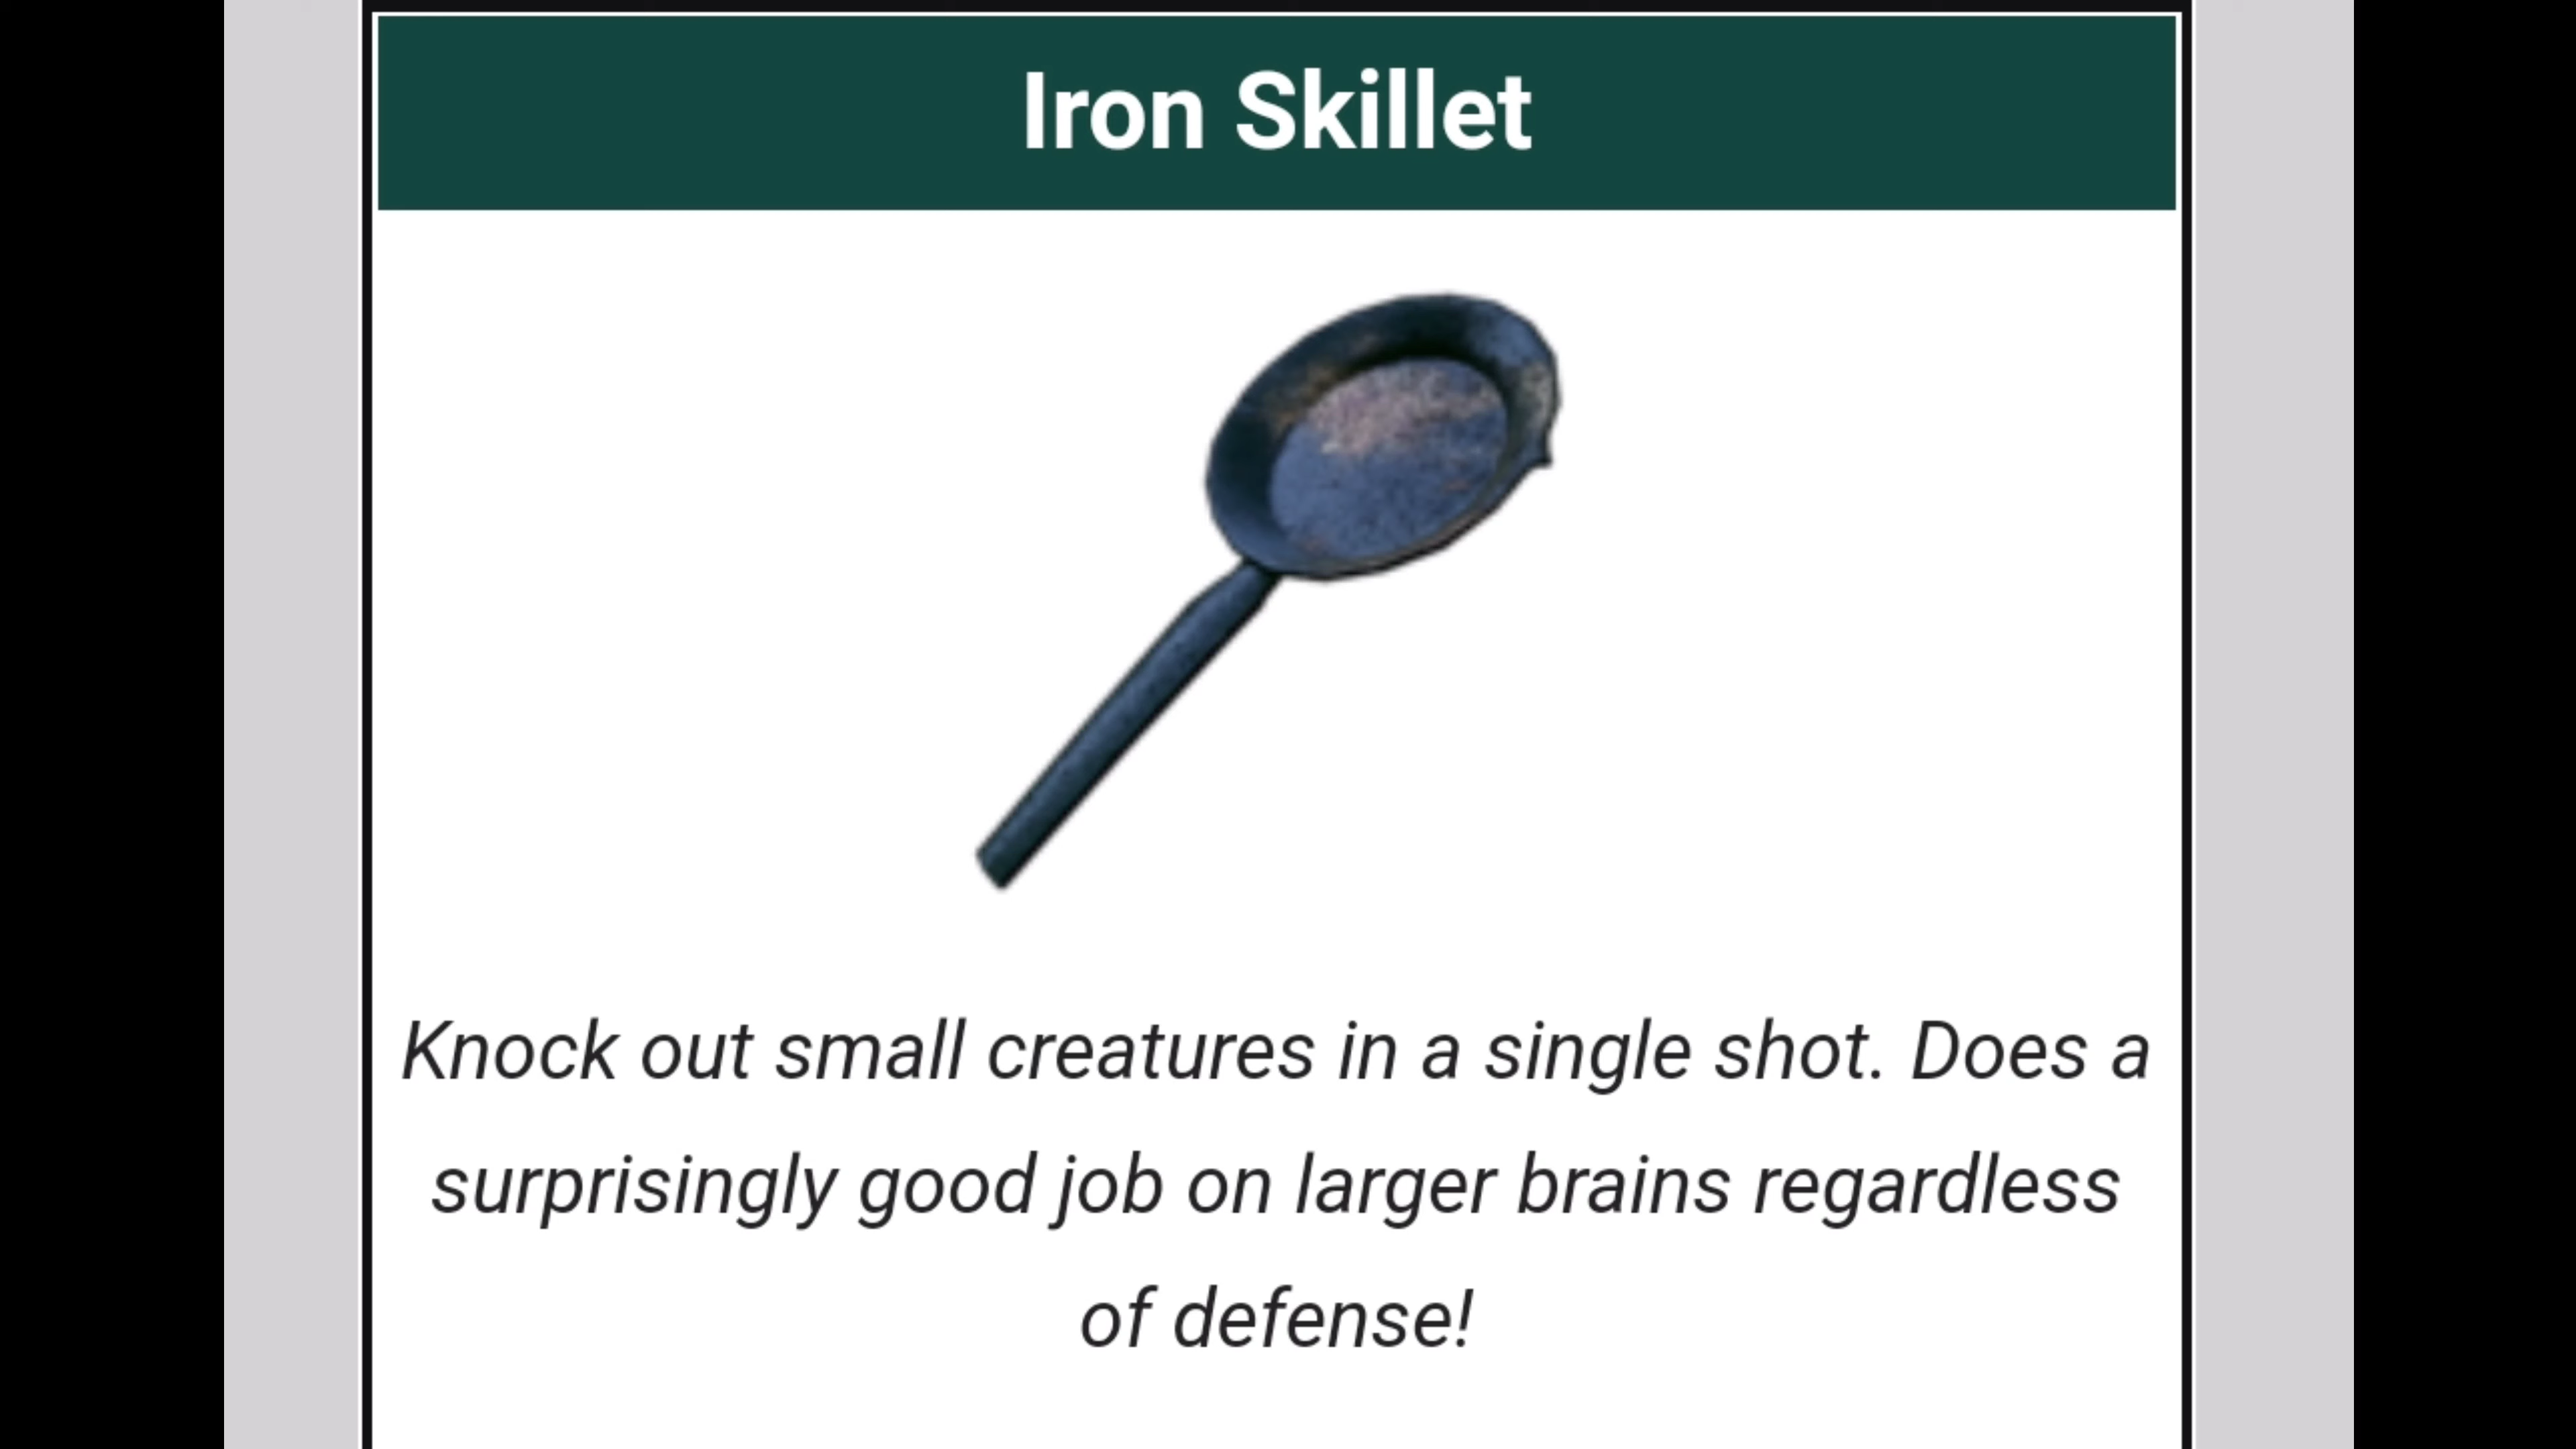 Iron Skillet
Knock out small creatures in a single shot. Does a
surprisingly good job on larger brains regardless
of defense!